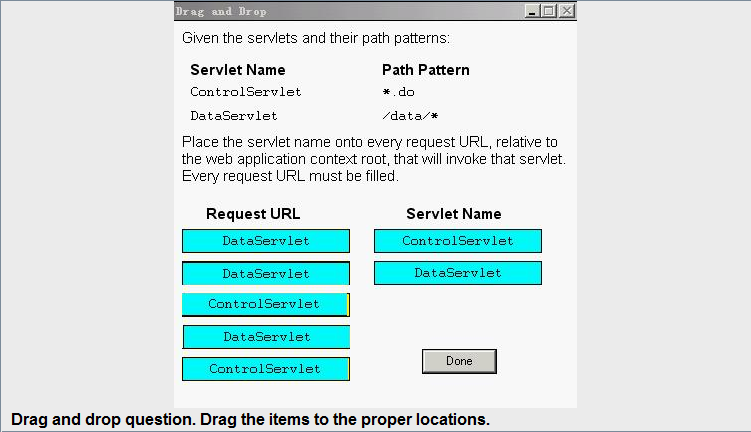 Drag and Drop
Given the servlets and their path patterns:
Servlet Name Path Pattern
ControlServlet *.do
DataServlet /data/*
Place the servlet name onto every request URL, relative to
the web application context root, that will invoke that servlet.
Every request URL must be filled.
Request URL Servlet Name
DataServlet ControlServlet
DataServlet DataServlet
ControlServlet
DataServlet
ControlServlet
Done
Drag and drop question. Drag the items to the proper locations.